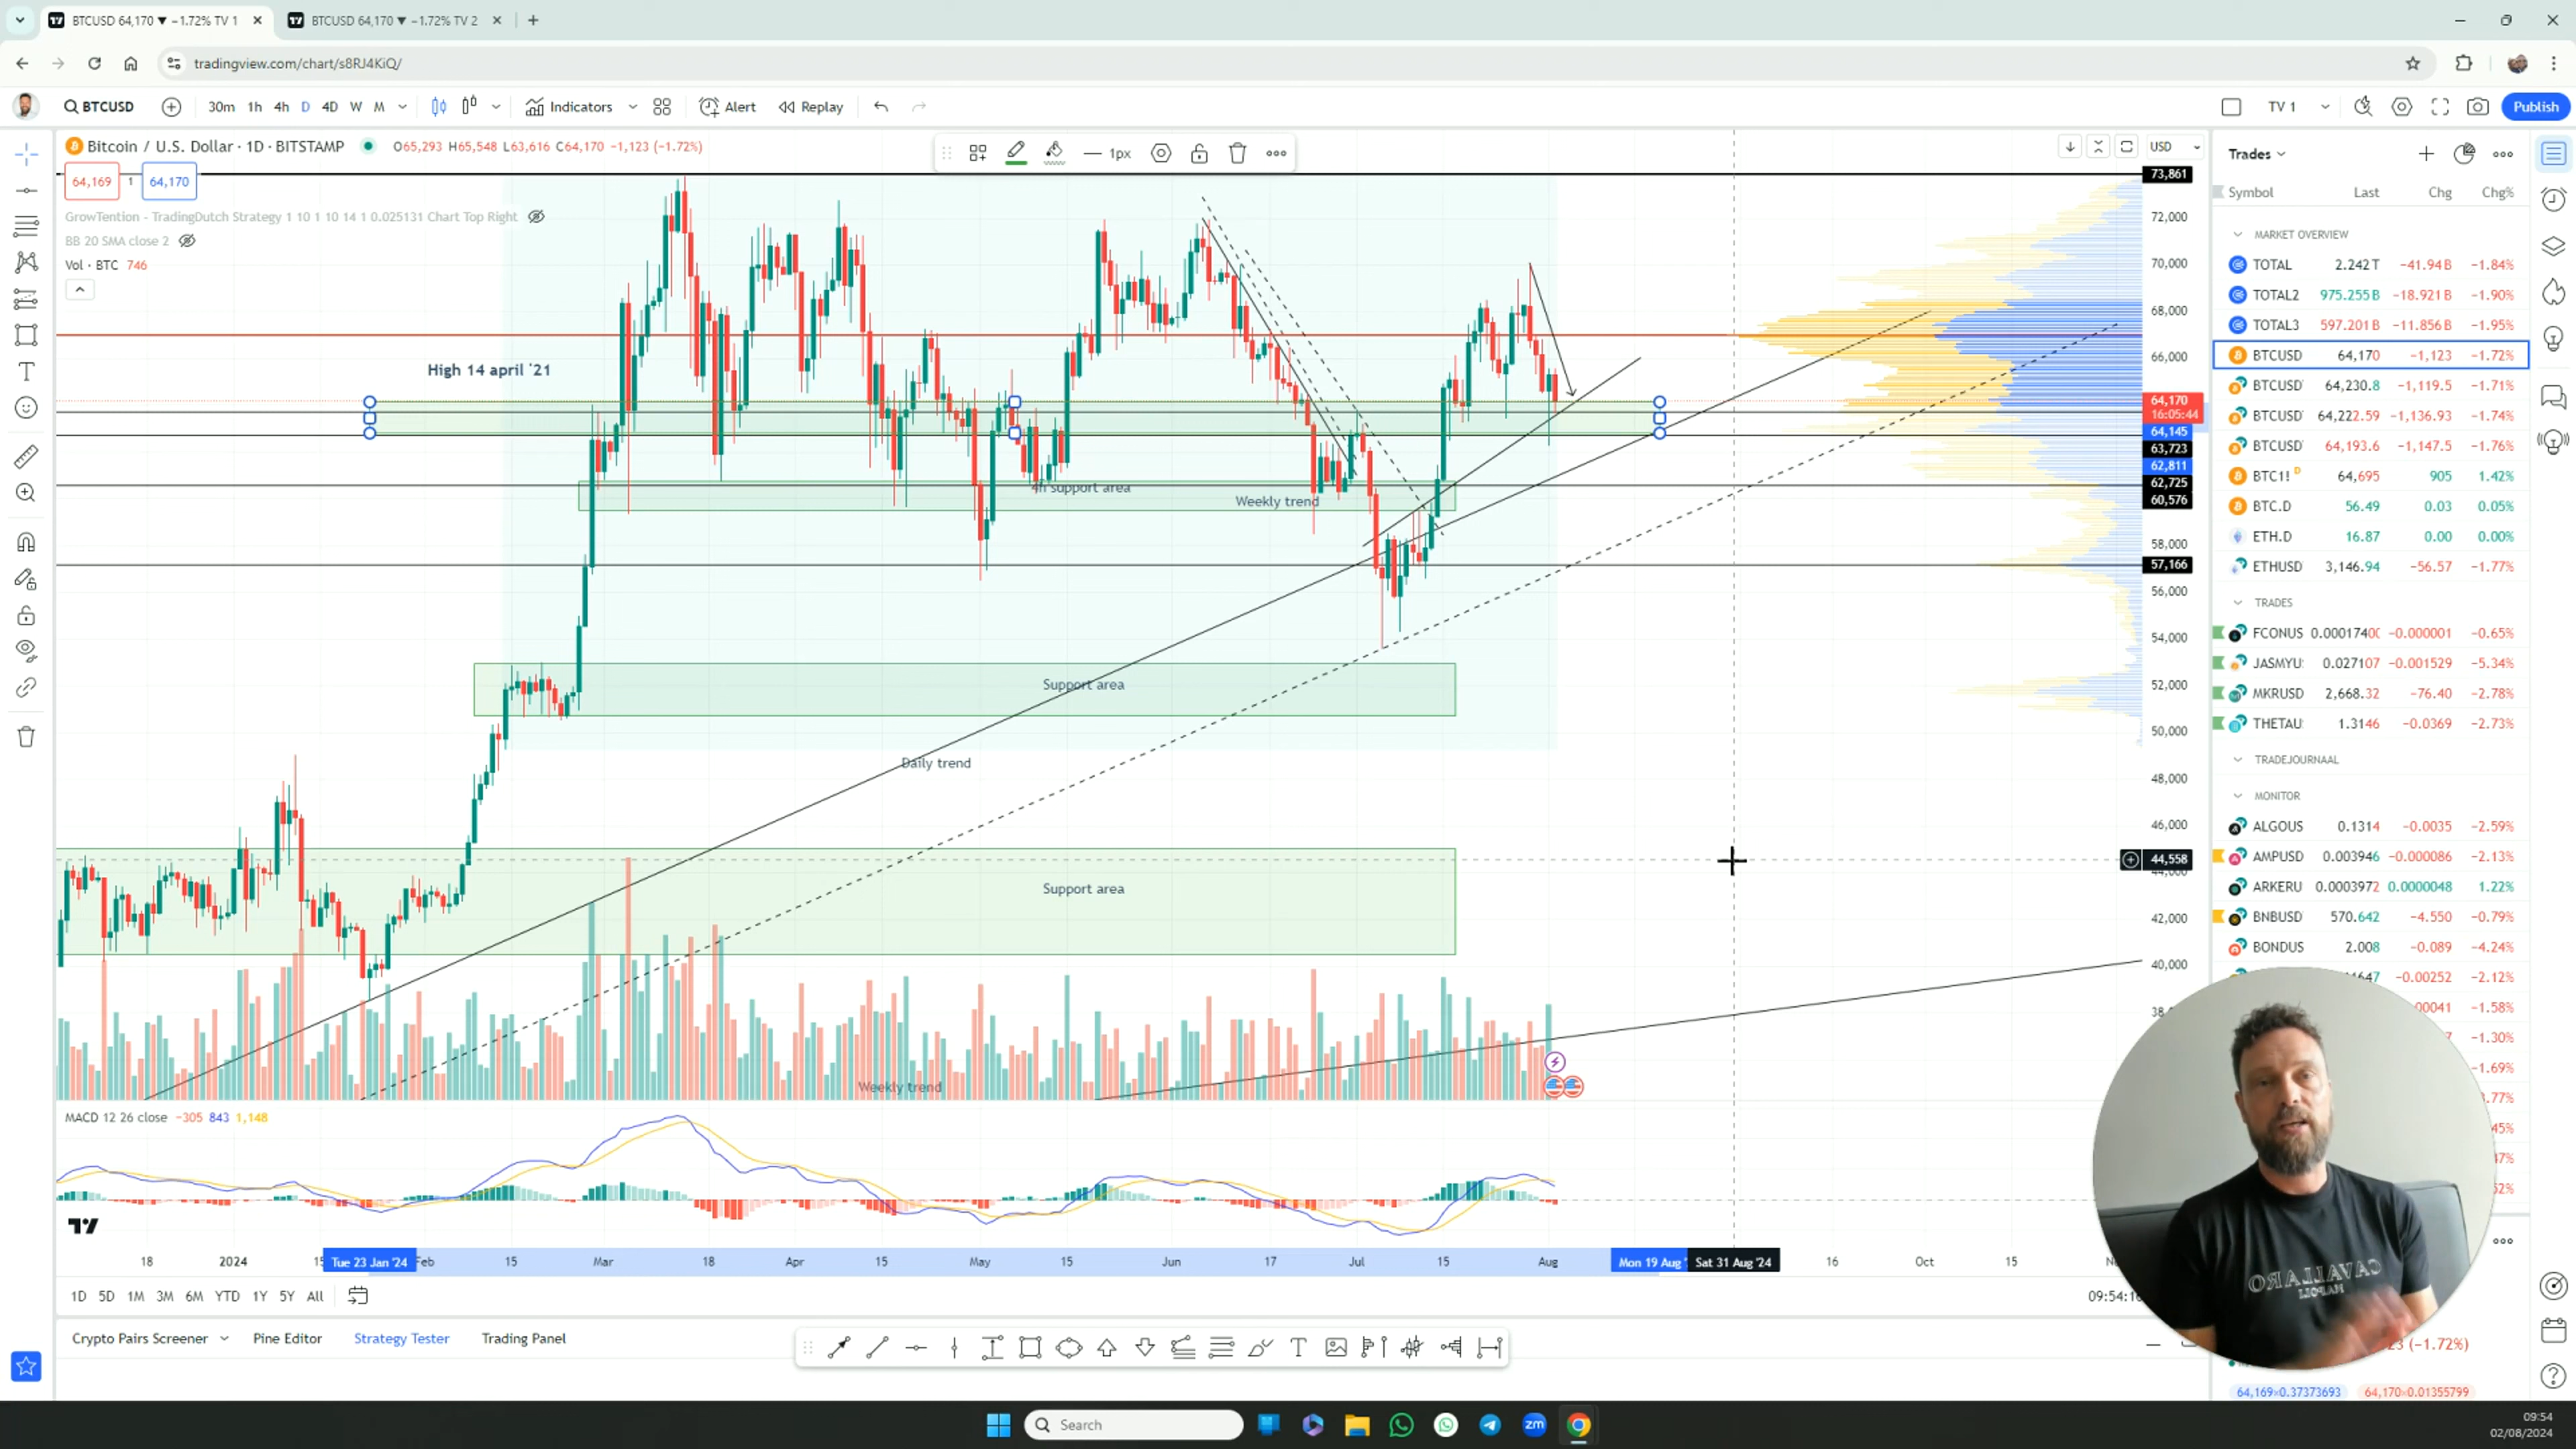 BTCUSD 64,170 ▼ −1.72% TV 1
BTCUSD 64,170 ▼ −1.72% TV 2
tradingview.com/chart/s8RJ4KiQ/
BTCUSD 30m 1h 4h D 4D W M Indicators Alert Replay TV 1 Publish
Bitcoin / U.S. Dollar · 1D · BITSTAMP O65,293 H65,548 L63,616 C64,170 −1,123 (−1.72%)
1px
USD
64,169 1 64,170
GrowTention - TradingDutch Strategy 1 10 1 10 14 1 0.025131 Chart Top Right
BB 20 SMA close 2
Vol · BTC 746
High 14 april '21
4h support area
Weekly trend
Support area
Daily trend
Support area
Weekly trend
73,861
72,000
70,000
68,000
66,000
64,170
16:05:44
64,145
63,723
62,811
62,725
60,576
58,000
57,166
56,000
54,000
52,000
50,000
48,000
46,000
44,558
44,000
42,000
40,000
MACD 12 26 close −305 843 1,148
18 2024 Tue 23 Jan '24 Feb 15 Mar 18 Apr 15 May 15 Jun 17 Jul 15 Aug Mon 19 Aug Sat 31 Aug '24 16 Oct 15
1D 5D 1M 3M 6M YTD 1Y 5Y All
Crypto Pairs Screener Pine Editor Strategy Tester Trading Panel
Trades
Symbol Last Chg Chg%
MARKET OVERVIEW
TOTAL 2.242T −41.94B −1.84%
TOTAL2 975.255B −18.921B −1.90%
TOTAL3 597.201B −11.856B −1.95%
BTCUSD 64,170 −1,123 −1.72%
BTCUSD 64,230.8 −1,119.5 −1.71%
BTCUSD 64,222.59 −1,136.93 −1.74%
BTCUSD 64,193.6 −1,147.5 −1.76%
BTC1! D 64,695 905 1.42%
BTC.D 56.49 0.03 0.05%
ETH.D 16.87 0.00 0.00%
ETHUSD 3,146.94 −56.57 −1.77%
TRADES
FCONUS 0.0001740 −0.000001 −0.65%
JASMYU 0.027107 −0.001529 −5.34%
MKRUSD 2,668.32 −76.40 −2.78%
THETAU 1.3146 −0.0369 −2.73%
TRADEJOURNAAL
MONITOR
ALGOUS 0.1314 −0.0035 −2.59%
AMPUSD 0.003946 −0.000086 −2.13%
ARKERU 0.0003972 0.0000048 1.22%
BNBUSD 570.642 −4.550 −0.79%
BONDUS 2.008 −0.089 −4.24%
−0.00252 −2.12%
−1.58%
−1.30%
(−1.72%)
64,169×0.37373693 64,170×0.01355799
CAVALLARO
NAPOLI
Search
zm
09:54
02/08/2024